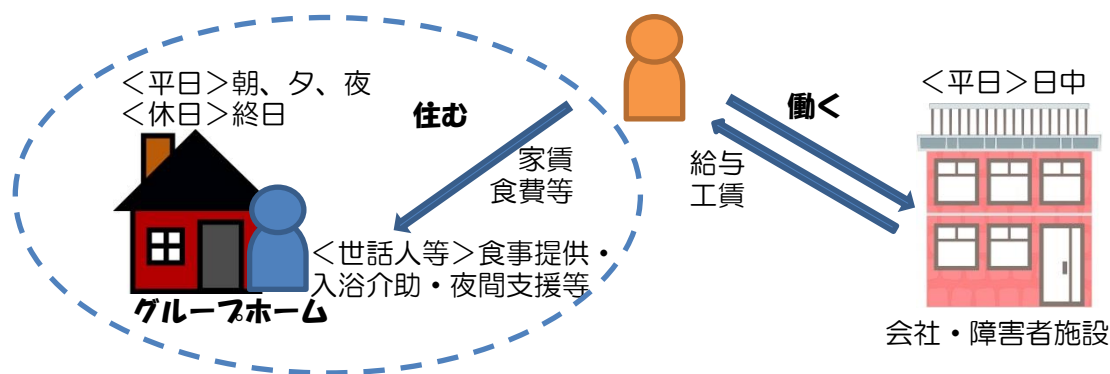 ＜平日＞朝、夕、夜
＜休日＞終日
住む
家賃
食費等
＜世話人等＞食事提供・
入浴介助・夜間支援等
グループホーム
働く
給与
工賃
＜平日＞日中
会社・障害者施設